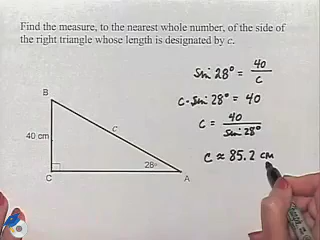 Find the measure, to the nearest whole number, of the side of
the right triangle whose length is designated by c.
sin 28° = 40/c
c · sin 28° = 40
c = 40/sin 28°
c ≈ 85.2 cm
B
40 cm
c
28°
C
A